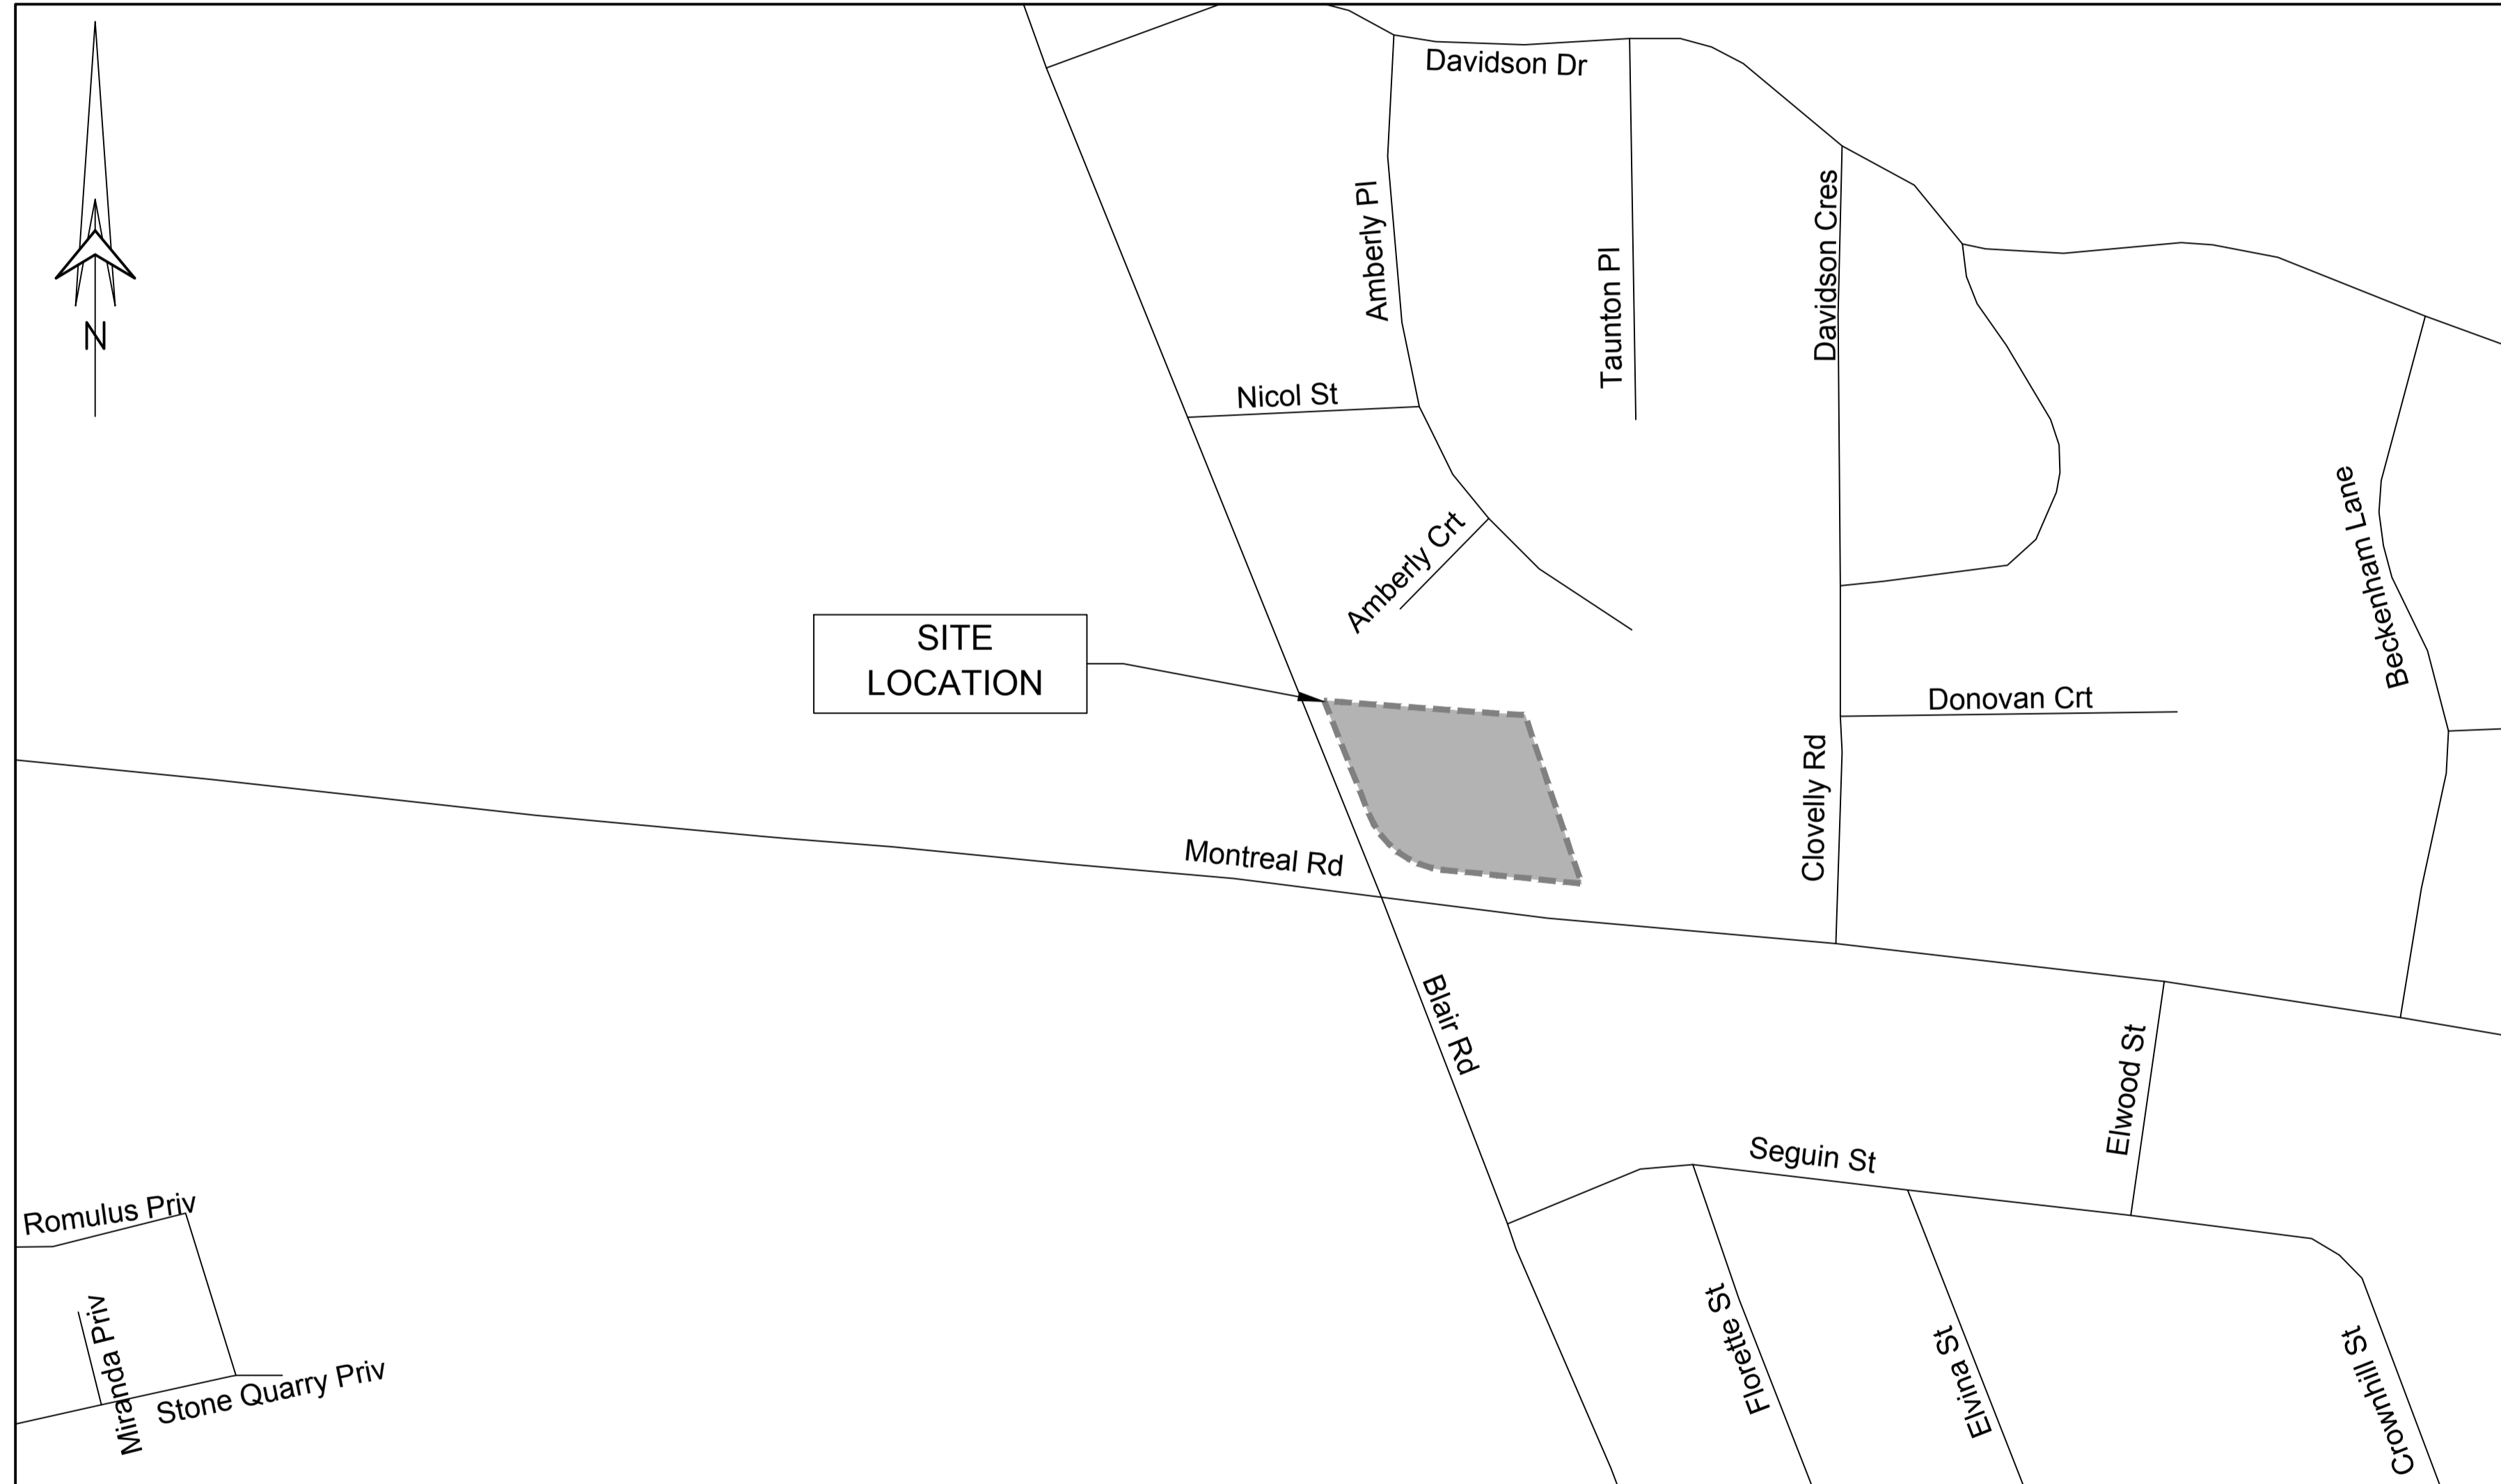 Davidson Dr
Amberly Pl
Taunton Pl
Davidson Cres
N
Nicol St
Amberly Crt
Beckenham Lane
SITE
LOCATION
Donovan Crt
Clovelly Rd
Montreal Rd
Blair Rd
Elwood St
Seguin St
Romulus Priv
Miranda Priv
Stone Quarry Priv
Florette St
Elvina St
Crownhill St